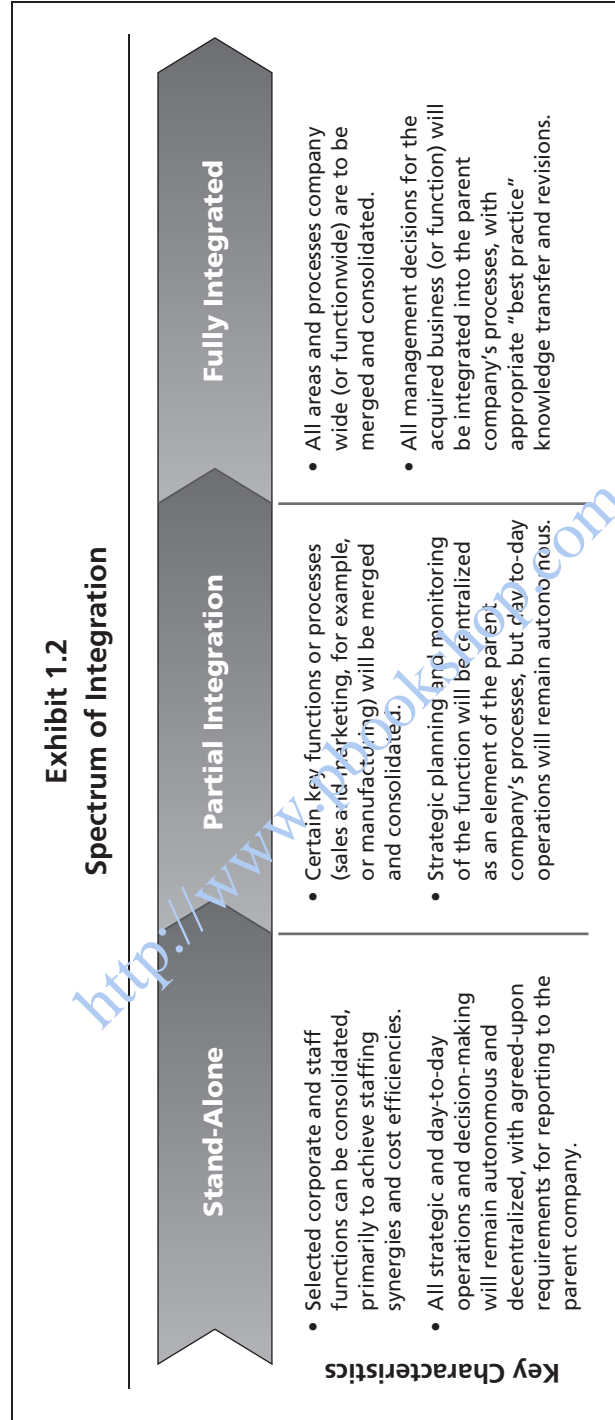 Exhibit 1.2
Spectrum of Integration
Stand-Alone
Partial Integration
Fully Integrated
Key Characteristics
• Selected corporate and staff
functions can be consolidated,
primarily to achieve staffing
synergies and cost efficiencies.
• All strategic and day-to-day
operations and decision-making
will remain autonomous and
decentralized, with agreed-upon
requirements for reporting to the
parent company.
• Certain key functions or processes
(sales and marketing, for example,
or manufacturing) will be merged
and consolidated.
• Strategic planning and monitoring
of the function will be centralized
as an element of the parent
company's processes, but day-to-day
operations will remain autonomous.
• All areas and processes company
wide (or functionwide) are to be
merged and consolidated.
• All management decisions for the
acquired business (or function) will
be integrated into the parent
company's processes, with
appropriate "best practice"
knowledge transfer and revisions.
http://www.pbookshop.com